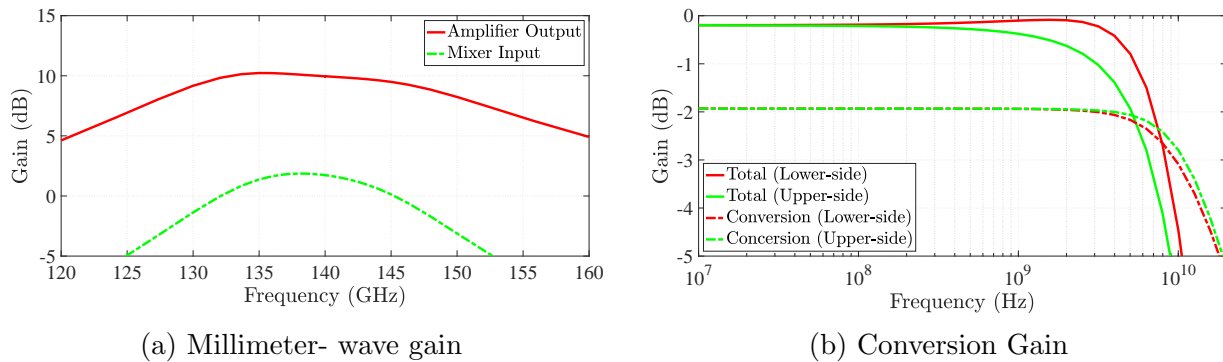 Amplifier Output
Mixer Input
15
10
5
0
-5
Gain (dB)
120 125 130 135 140 145 150 155 160
Frequency (GHz)
(a) Millimeter- wave gain
0
-1
-2
-3
-4
-5
Gain (dB)
Total (Lower-side)
Total (Upper-side)
Conversion (Lower-side)
Concersion (Upper-side)
10^7 10^8 10^9 10^10
Frequency (Hz)
(b) Conversion Gain